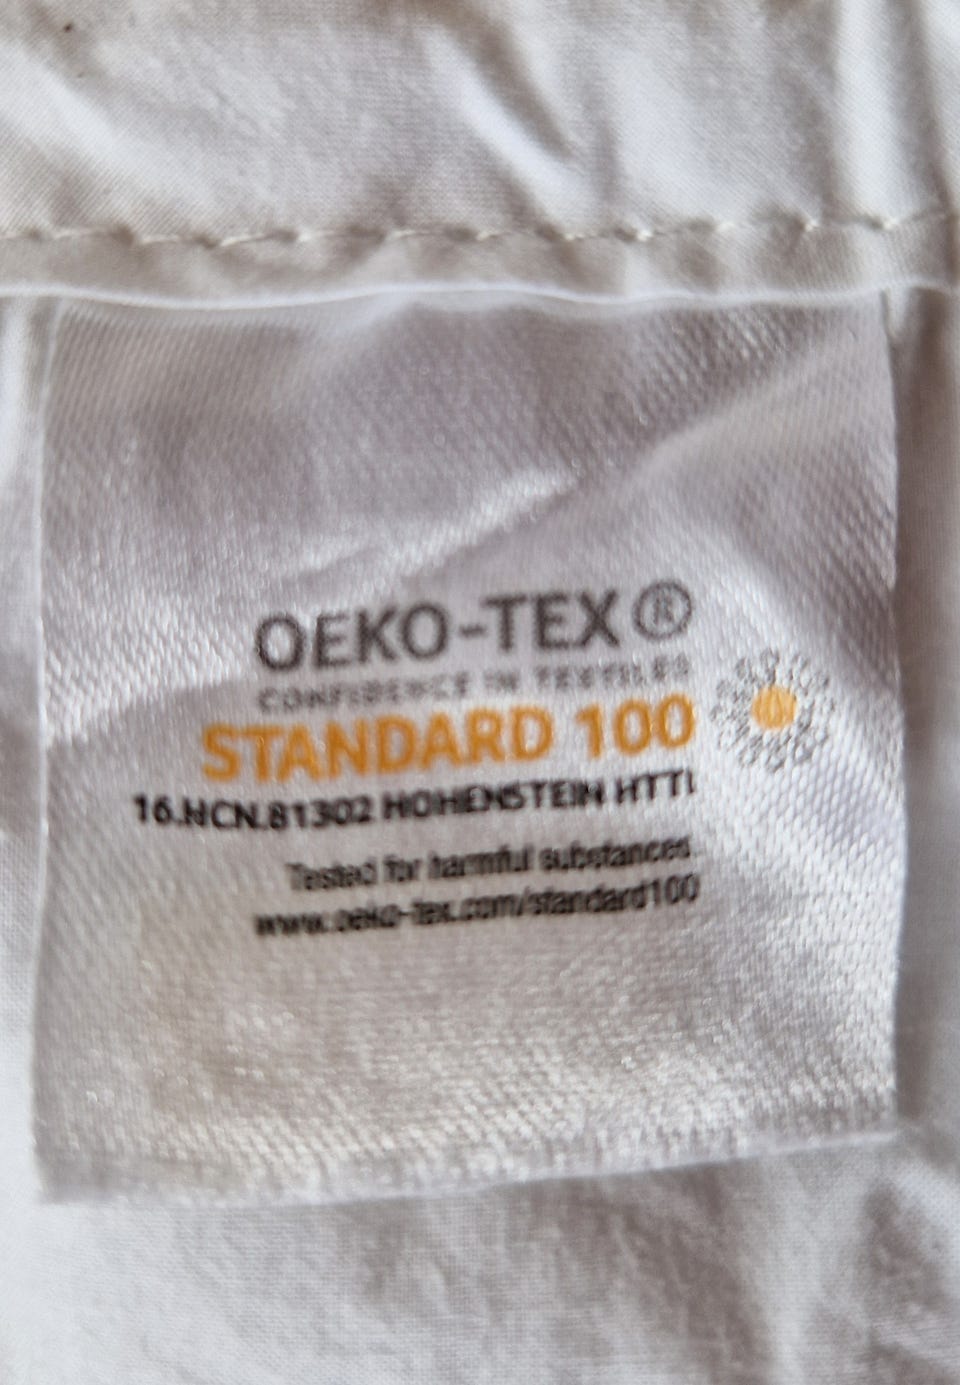 OEKO-TEX®
CONFIDENCE IN TEXTILES
STANDARD 100
16.HCN.81302 HOHENSTEIN HTTI
Tested for harmful substances.
www.oeko-tex.com/standard100